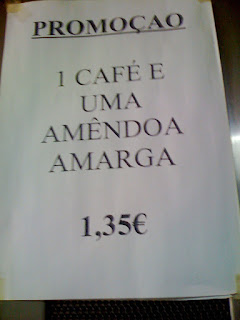 PROMOÇAO
1 CAFÉ E
UMA
AMÊNDOA
AMARGA
1,35€